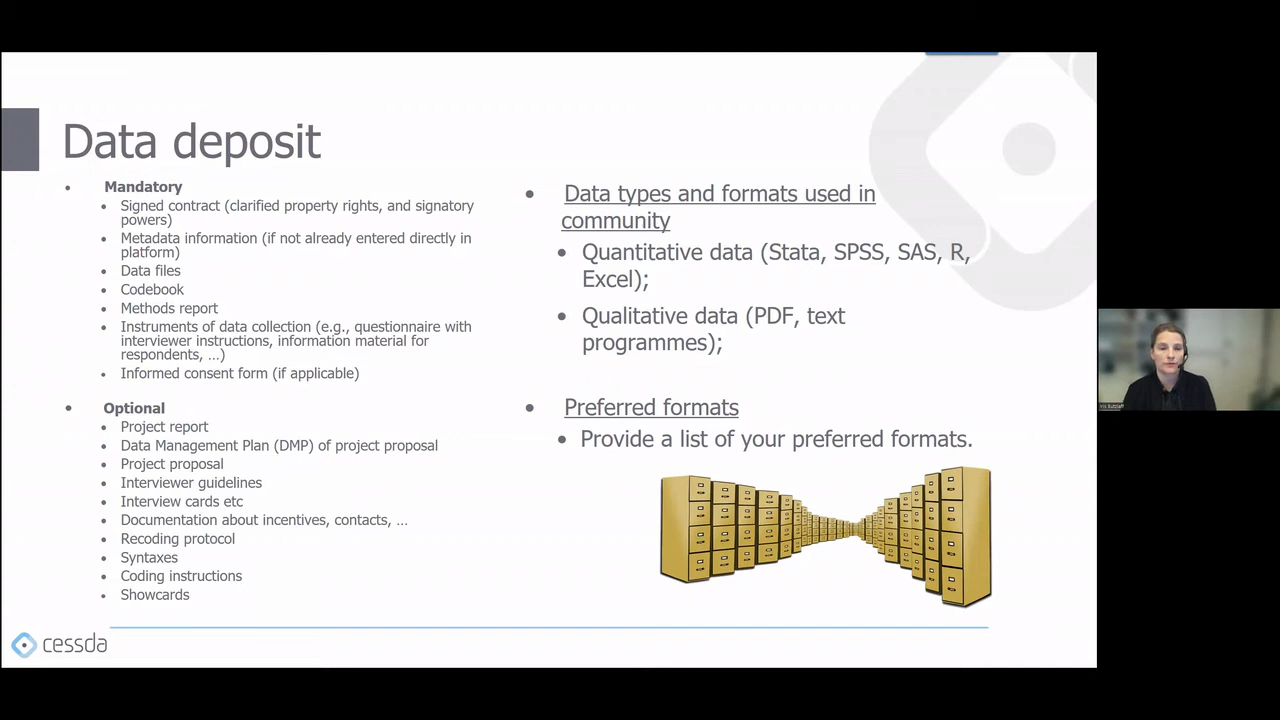 Data deposit
Mandatory
Signed contract (clarified property rights, and signatory
powers)
Metadata information (if not already entered directly in
platform)
Data files
Codebook
Methods report
Instruments of data collection (e.g., questionnaire with
interviewer instructions, information material for
respondents, …)
Informed consent form (if applicable)
Optional
Project report
Data Management Plan (DMP) of project proposal
Project proposal
Interviewer guidelines
Interview cards etc
Documentation about incentives, contacts, …
Recoding protocol
Syntaxes
Coding instructions
Showcards
Data types and formats used in
community
Quantitative data (Stata, SPSS, SAS, R,
Excel);
Qualitative data (PDF, text
programmes);
Preferred formats
Provide a list of your preferred formats.
cessda